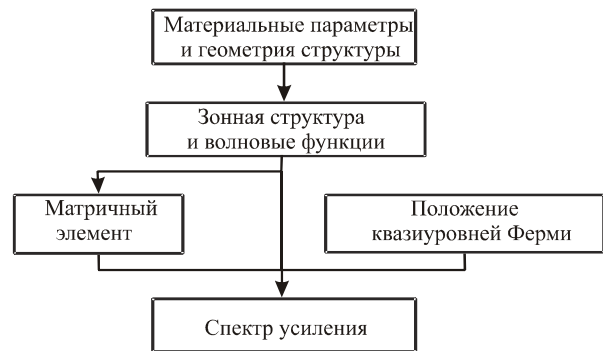 Материальные параметры
и геометрия структуры
Зонная структура
и волновые функции
Матричный
элемент
Положение
квазиуровней Ферми
Спектр усиления